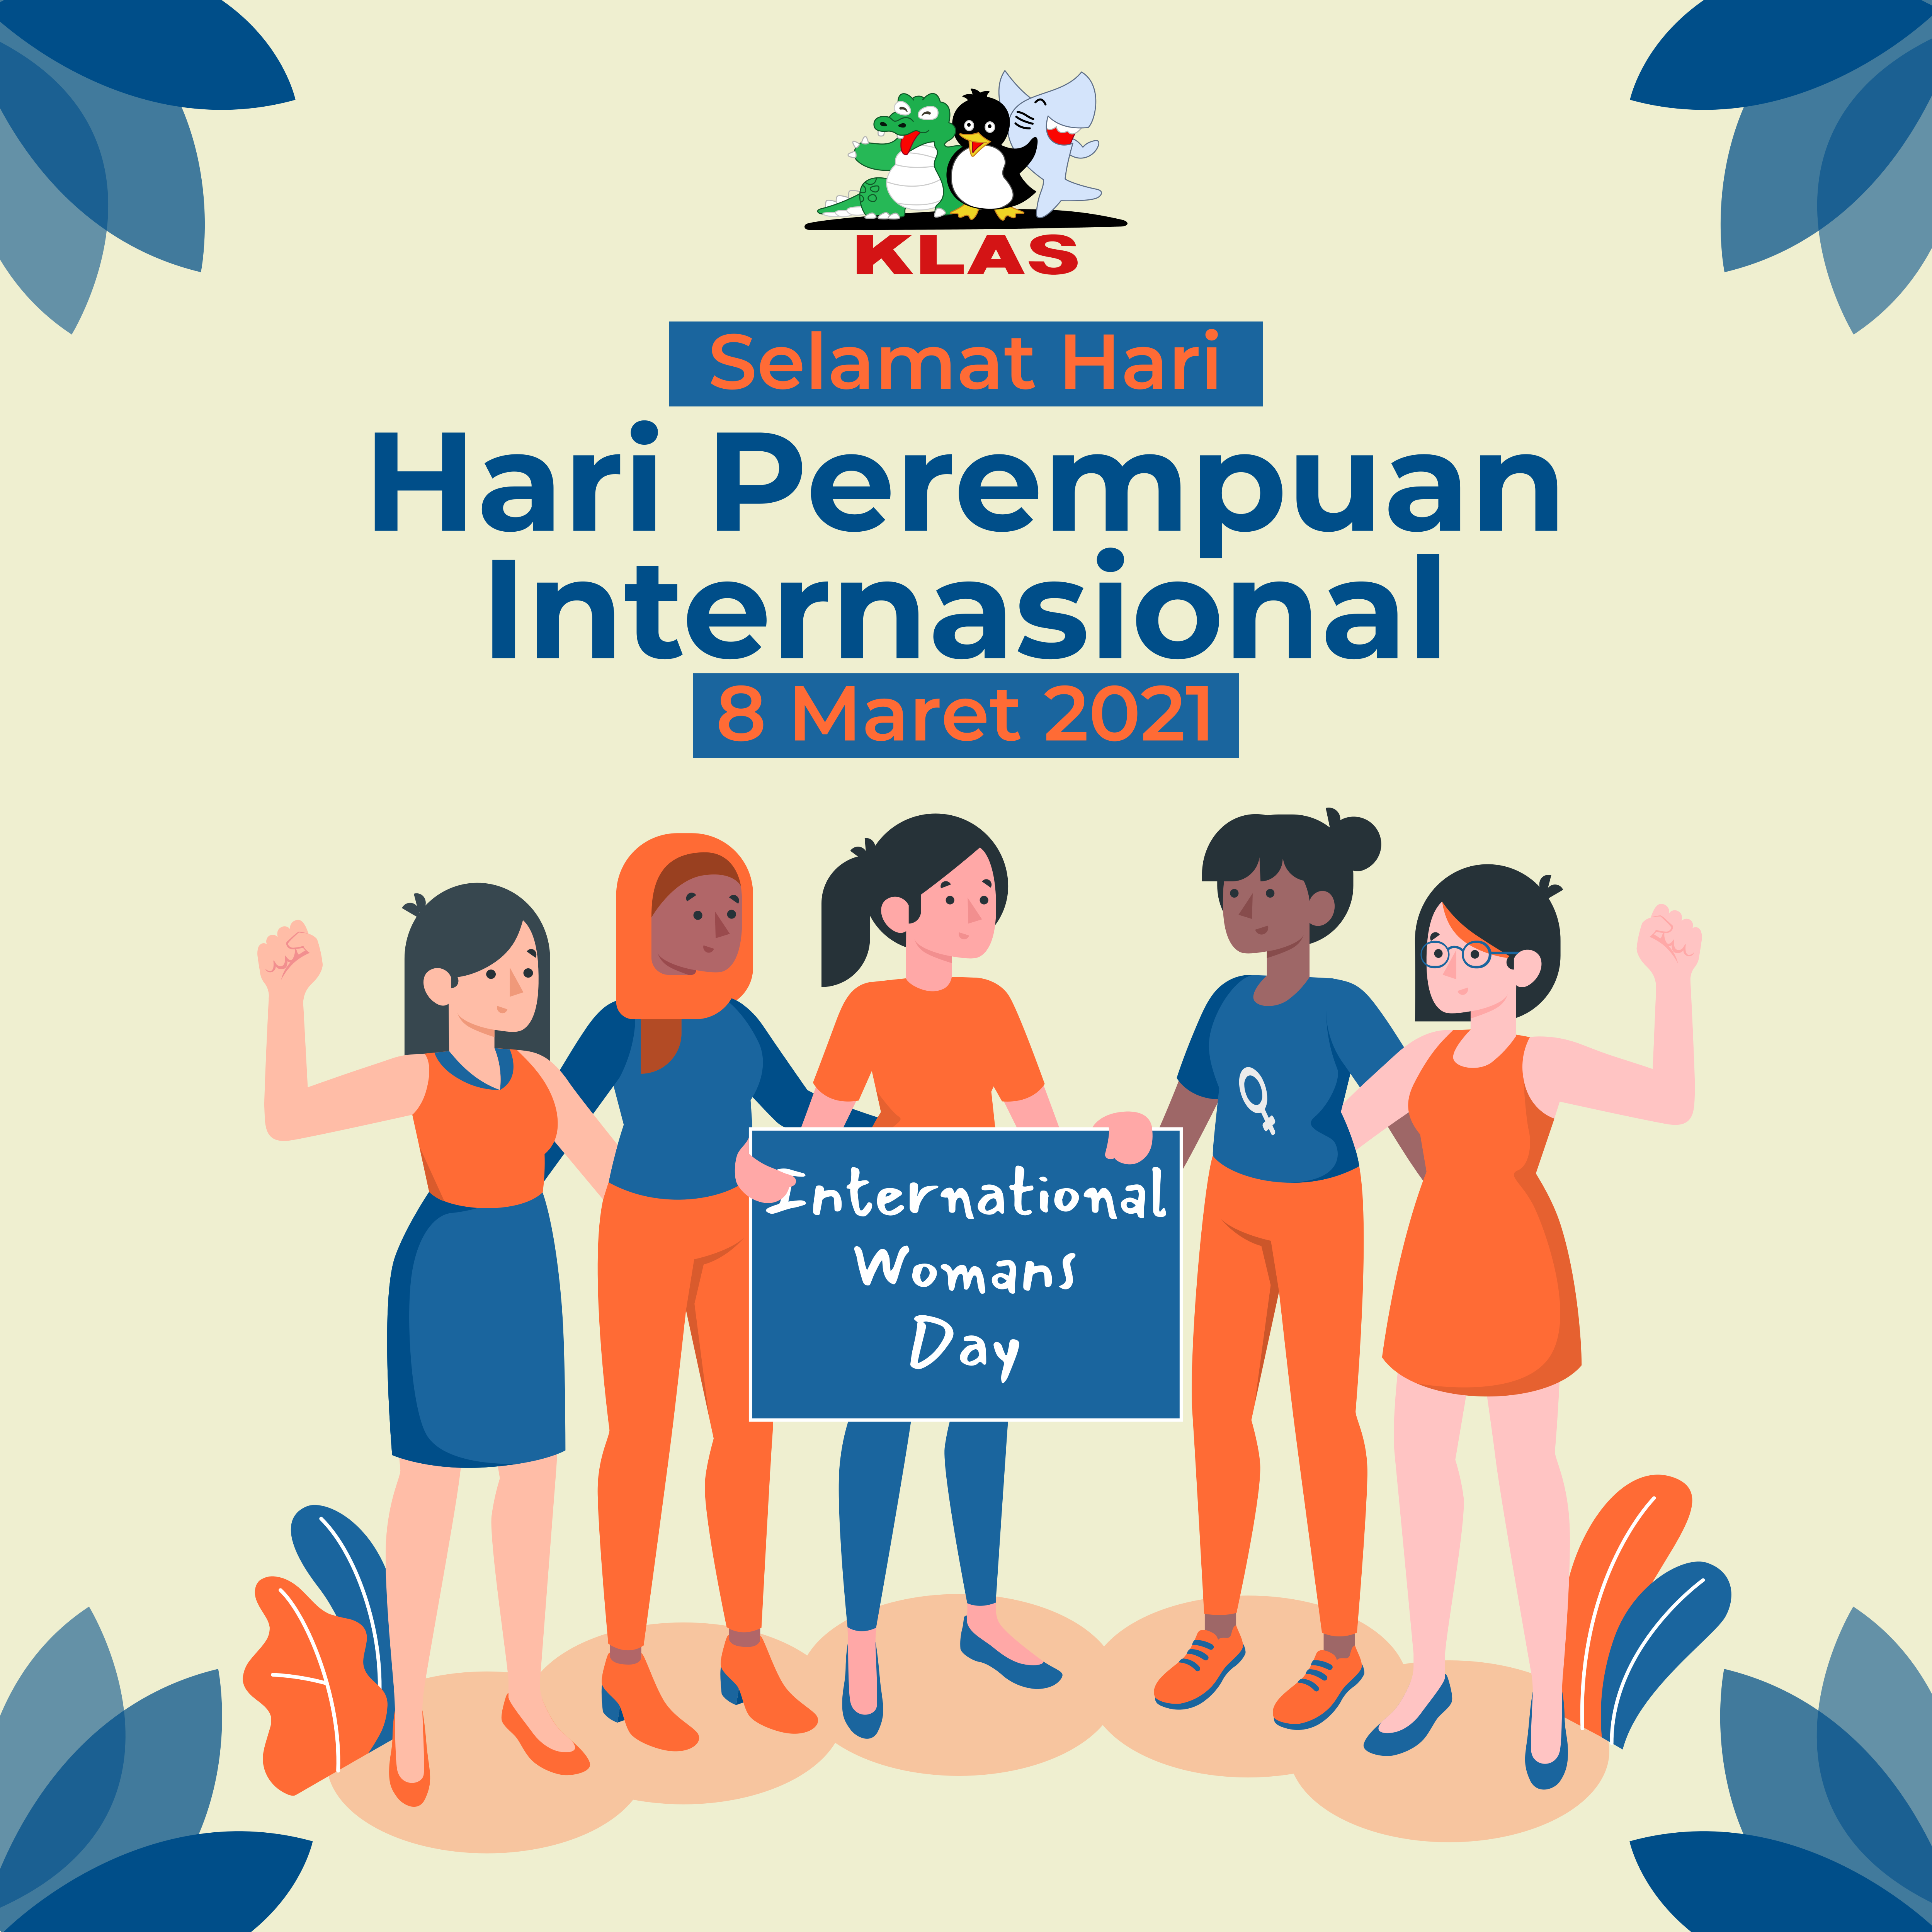 KLAS
Selamat Hari
Hari Perempuan
Internasional
8 Maret 2021
International
Womans
Day